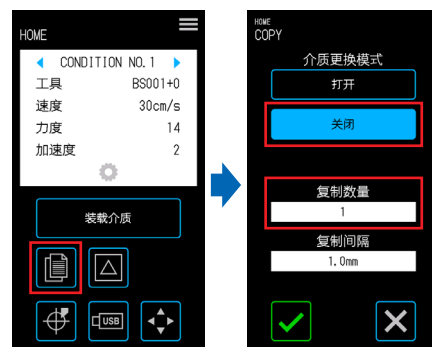 HOME
CONDITION NO.1
工具 BS001+0
速度 30cm/s
力度 14
加速度 2
装载介质
USB
HOME
COPY
介质更换模式
打开
关闭
复制数量
1
复制间隔
1.0mm